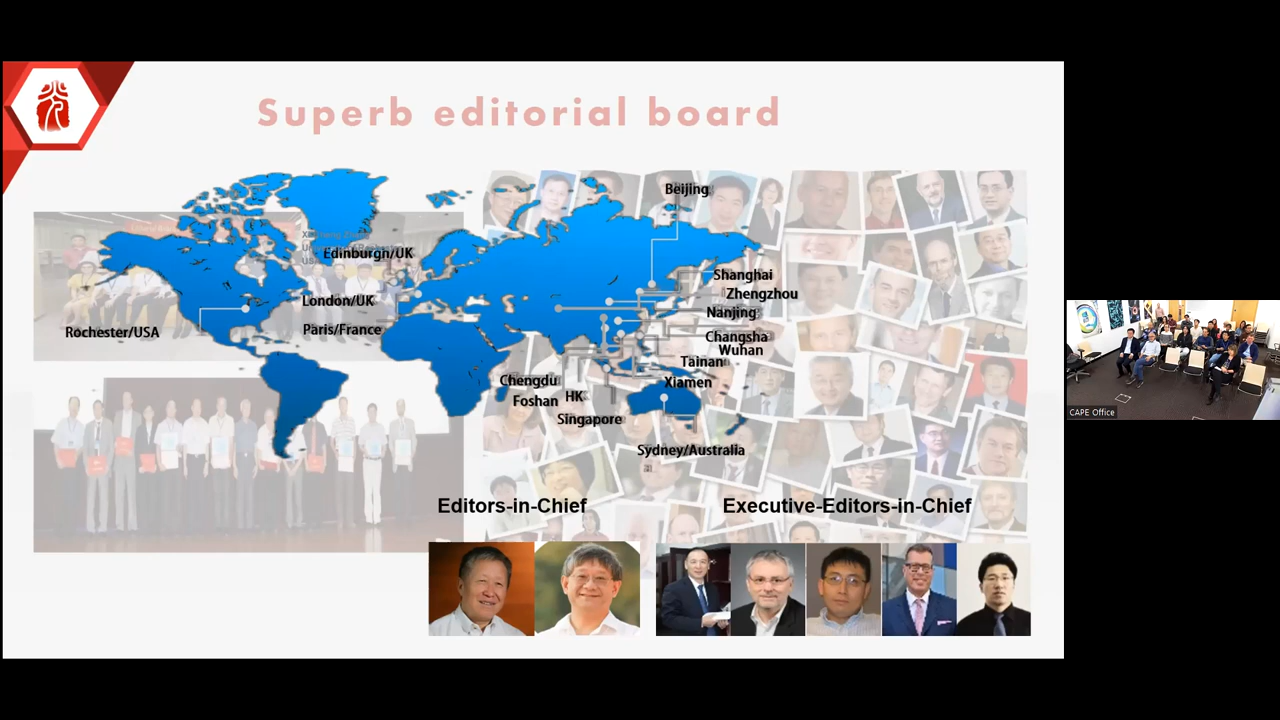 Superb editorial board
Beijing
Edinburgh/UK
Shanghai
Zhengzhou
London/UK
Nanjing
Rochester/USA
Paris/France
Changsha
Wuhan
Tainan
Chengdu
Xiamen
Foshan
HK
Singapore
Sydney/Australia
Editors-in-Chief
Executive-Editors-in-Chief
CAPE Office